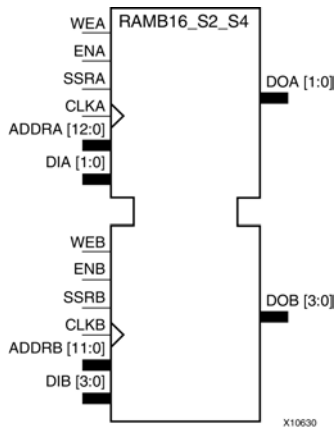 RAMB16_S2_S4
WEA
ENA
SSRA
CLKA
ADDRA [12:0]
DIA [1:0]
DOA [1:0]
WEB
ENB
SSRB
CLKB
ADDRB [11:0]
DIB [3:0]
DOB [3:0]
X10630